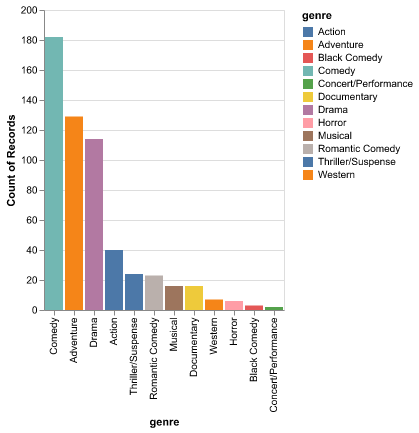 200
180
160
140
120
100
80
60
40
20
0
Count of Records
Comedy
Adventure
Drama
Action
Thriller/Suspense
Romantic Comedy
Musical
Documentary
Western
Horror
Black Comedy
Concert/Performance
genre
genre
Action
Adventure
Black Comedy
Comedy
Concert/Performance
Documentary
Drama
Horror
Musical
Romantic Comedy
Thriller/Suspense
Western